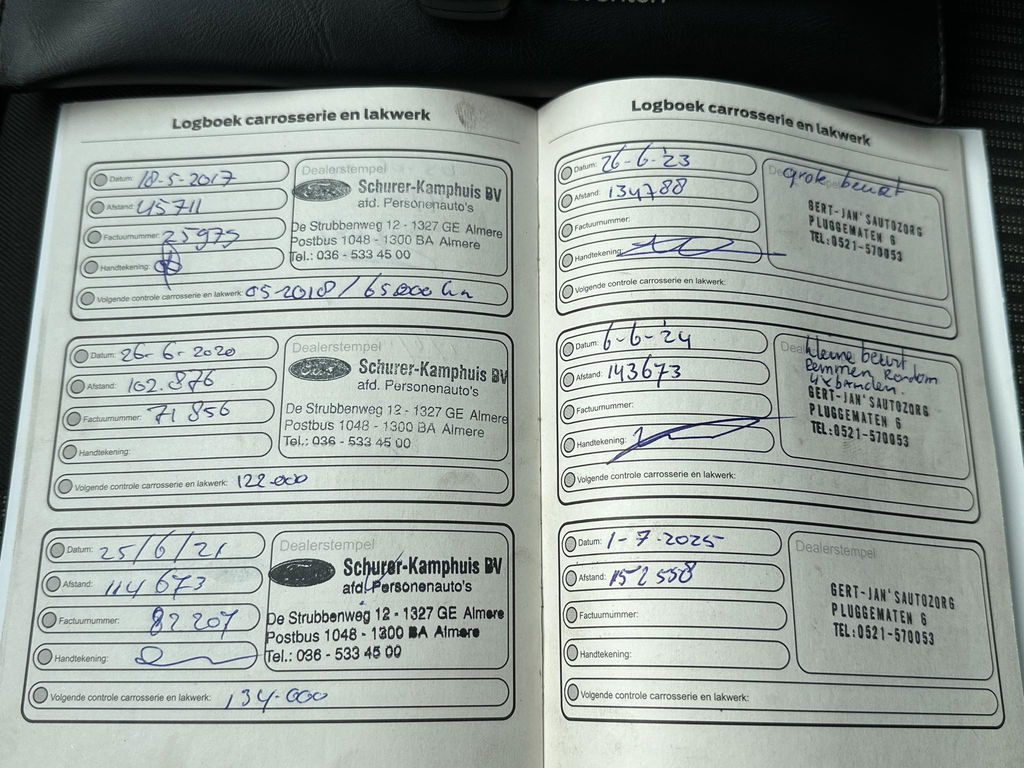 Logboek carrosserie en lakwerk
Datum: 18-5-2017
Afstand: 45711
Factuurnummer: 25975
Handtekening:
Volgende controle carrosserie en lakwerk: 05-2018 / 65000 km
Dealerstempel
Schurer-Kamphuis BV
afd. Personenauto's
De Strubbenweg 12 - 1327 GE Almere
Postbus 1048 - 1300 BA Almere
Tel.: 036 - 533 45 00
Datum: 26-6-2020
Afstand: 102.876
Factuurnummer: 71856
Handtekening:
Volgende controle carrosserie en lakwerk: 122.000
Dealerstempel
Schurer-Kamphuis BV
afd. Personenauto's
De Strubbenweg 12 - 1327 GE Almere
Postbus 1048 - 1300 BA Almere
Tel.: 036 - 533 45 00
Datum: 25/6/21
Afstand: 114673
Factuurnummer: 82207
Handtekening:
Volgende controle carrosserie en lakwerk: 134.000
Dealerstempel
Schurer-Kamphuis BV
afd. Personenauto's
De Strubbenweg 12 - 1327 GE Almere
Postbus 1048 - 1300 BA Almere
Tel.: 036 - 533 45 00
Logboek carrosserie en lakwerk
Datum: 26-6-'23
Afstand: 134788
Factuurnummer:
Handtekening:
Volgende controle carrosserie en lakwerk:
grote beurt
GERT-JAN'SAUTOZORG
PLUGGEMATEN 6
TEL:0521-570053
Datum: 6-6-'24
Afstand: 143673
Factuurnummer:
Handtekening:
Volgende controle carrosserie en lakwerk:
kleine beurt
Remmen Rondom
4x banden.
GERT-JAN'SAUTOZORG
PLUGGEMATEN 6
TEL:0521-570053
Datum: 1-7-2025
Afstand: 152558
Factuurnummer:
Handtekening:
Volgende controle carrosserie en lakwerk:
Dealerstempel
GERT-JAN'SAUTOZORG
PLUGGEMATEN 6
TEL:0521-570053